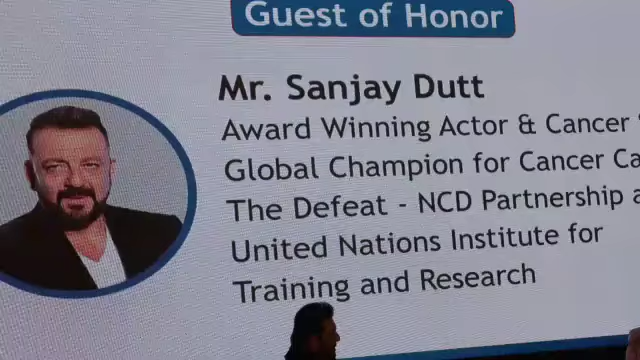 Guest of Honor
Mr. Sanjay Dutt
Award Winning Actor & Cancer
Global Champion for Cancer Ca
The Defeat - NCD Partnership a
United Nations Institute for
Training and Research